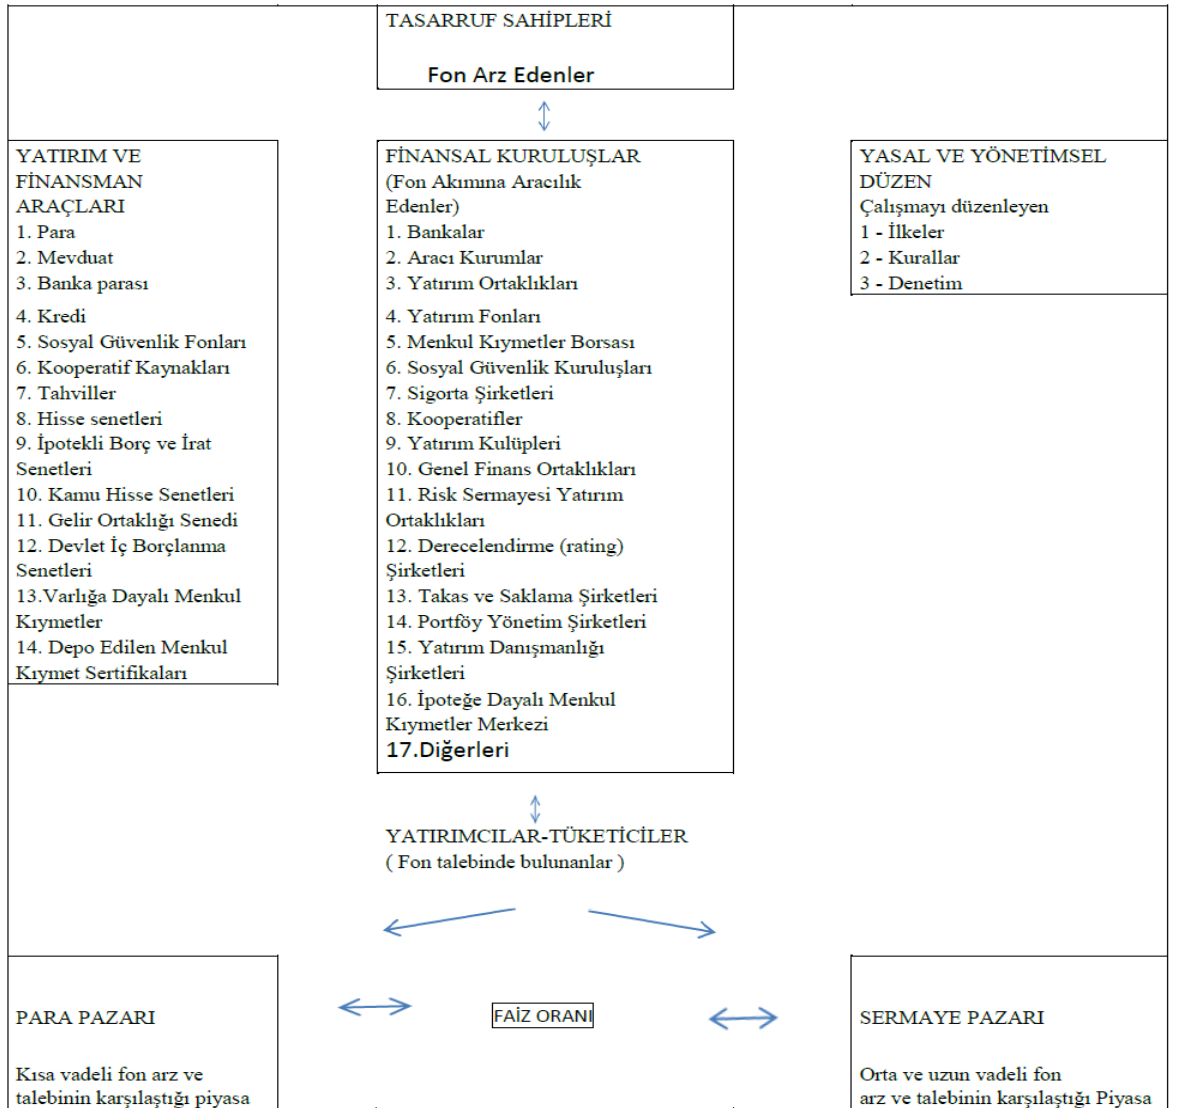 TASARRUF SAHİPLERİ
Fon Arz Edenler
YATIRIM VE
FİNANSMAN
ARAÇLARI
1. Para
2. Mevduat
3. Banka parası
4. Kredi
5. Sosyal Güvenlik Fonları
6. Kooperatif Kaynakları
7. Tahviller
8. Hisse senetleri
9. İpotekli Borç ve İrat
Senetleri
10. Kamu Hisse Senetleri
11. Gelir Ortaklığı Senedi
12. Devlet İç Borçlanma
Senetleri
13.Varlığa Dayalı Menkul
Kıymetler
14. Depo Edilen Menkul
Kıymet Sertifikaları
FİNANSAL KURULUŞLAR
(Fon Akımına Aracılık
Edenler)
1. Bankalar
2. Aracı Kurumlar
3. Yatırım Ortaklıkları
4. Yatırım Fonları
5. Menkul Kıymetler Borsası
6. Sosyal Güvenlik Kuruluşları
7. Sigorta Şirketleri
8. Kooperatifler
9. Yatırım Kulüpleri
10. Genel Finans Ortaklıkları
11. Risk Sermayesi Yatırım
Ortaklıkları
12. Derecelendirme (rating)
Şirketleri
13. Takas ve Saklama Şirketleri
14. Portföy Yönetim Şirketleri
15. Yatırım Danışmanlığı
Şirketleri
16. İpoteğe Dayalı Menkul
Kıymetler Merkezi
17.Diğerleri
YASAL VE YÖNETİMSEL
DÜZEN
Çalışmayı düzenleyen
1 - İlkeler
2 - Kurallar
3 - Denetim
YATIRIMCILAR-TÜKETİCİLER
( Fon talebinde bulunanlar )
PARA PAZARI
Kısa vadeli fon arz ve
talebinin karşılaştığı piyasa
FAİZ ORANI
SERMAYE PAZARI
Orta ve uzun vadeli fon
arz ve talebinin karşılaştığı Piyasa